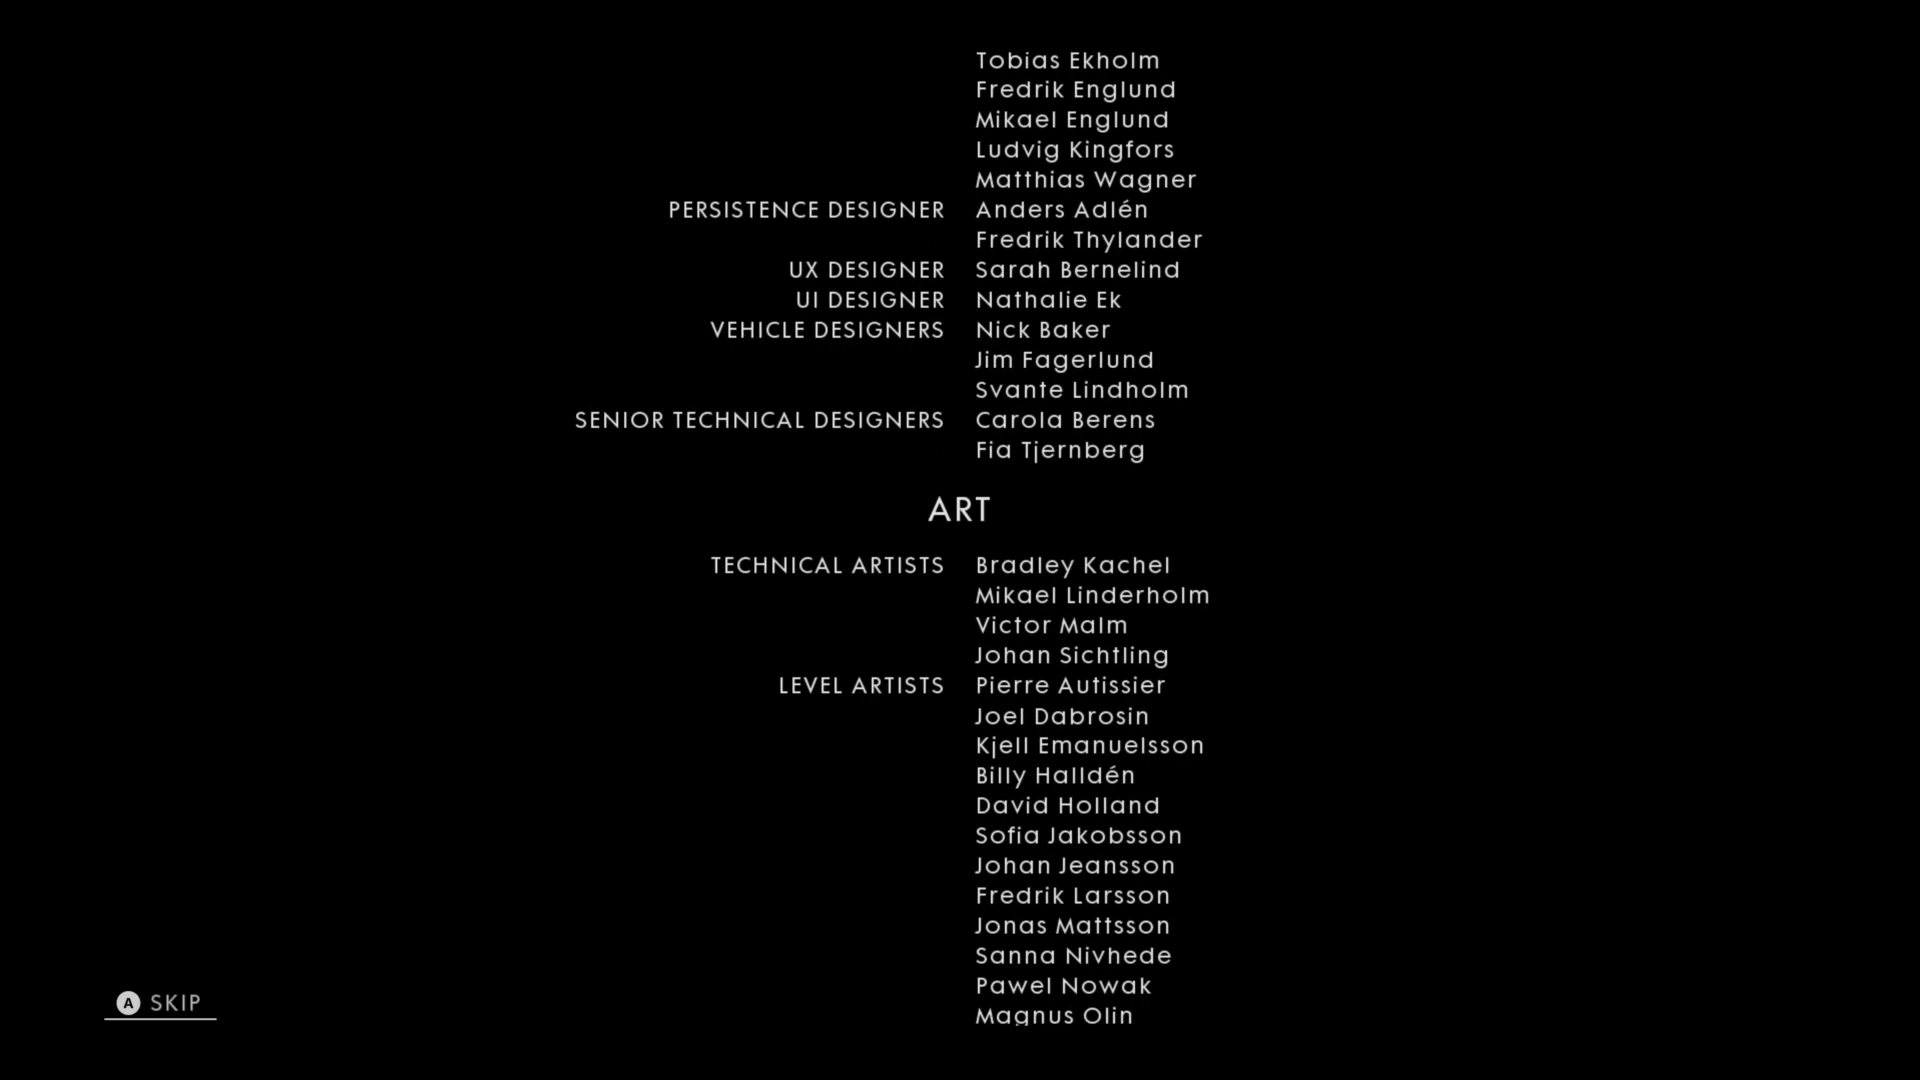 Tobias Ekholm
Fredrik Englund
Mikael Englund
Ludvig Kingfors
Matthias Wagner
PERSISTENCE DESIGNER Anders Adlén
Fredrik Thylander
UX DESIGNER Sarah Bernelind
UI DESIGNER Nathalie Ek
VEHICLE DESIGNERS Nick Baker
Jim Fagerlund
Svante Lindholm
SENIOR TECHNICAL DESIGNERS Carola Berens
Fia Tjernberg
ART
TECHNICAL ARTISTS Bradley Kachel
Mikael Linderholm
Victor Malm
Johan Sichtling
LEVEL ARTISTS Pierre Autissier
Joel Dabrosin
Kjell Emanuelsson
Billy Halldén
David Holland
Sofia Jakobsson
Johan Jeansson
Fredrik Larsson
Jonas Mattsson
Sanna Nivhede
Pawel Nowak
A SKIP
Magnus Olin